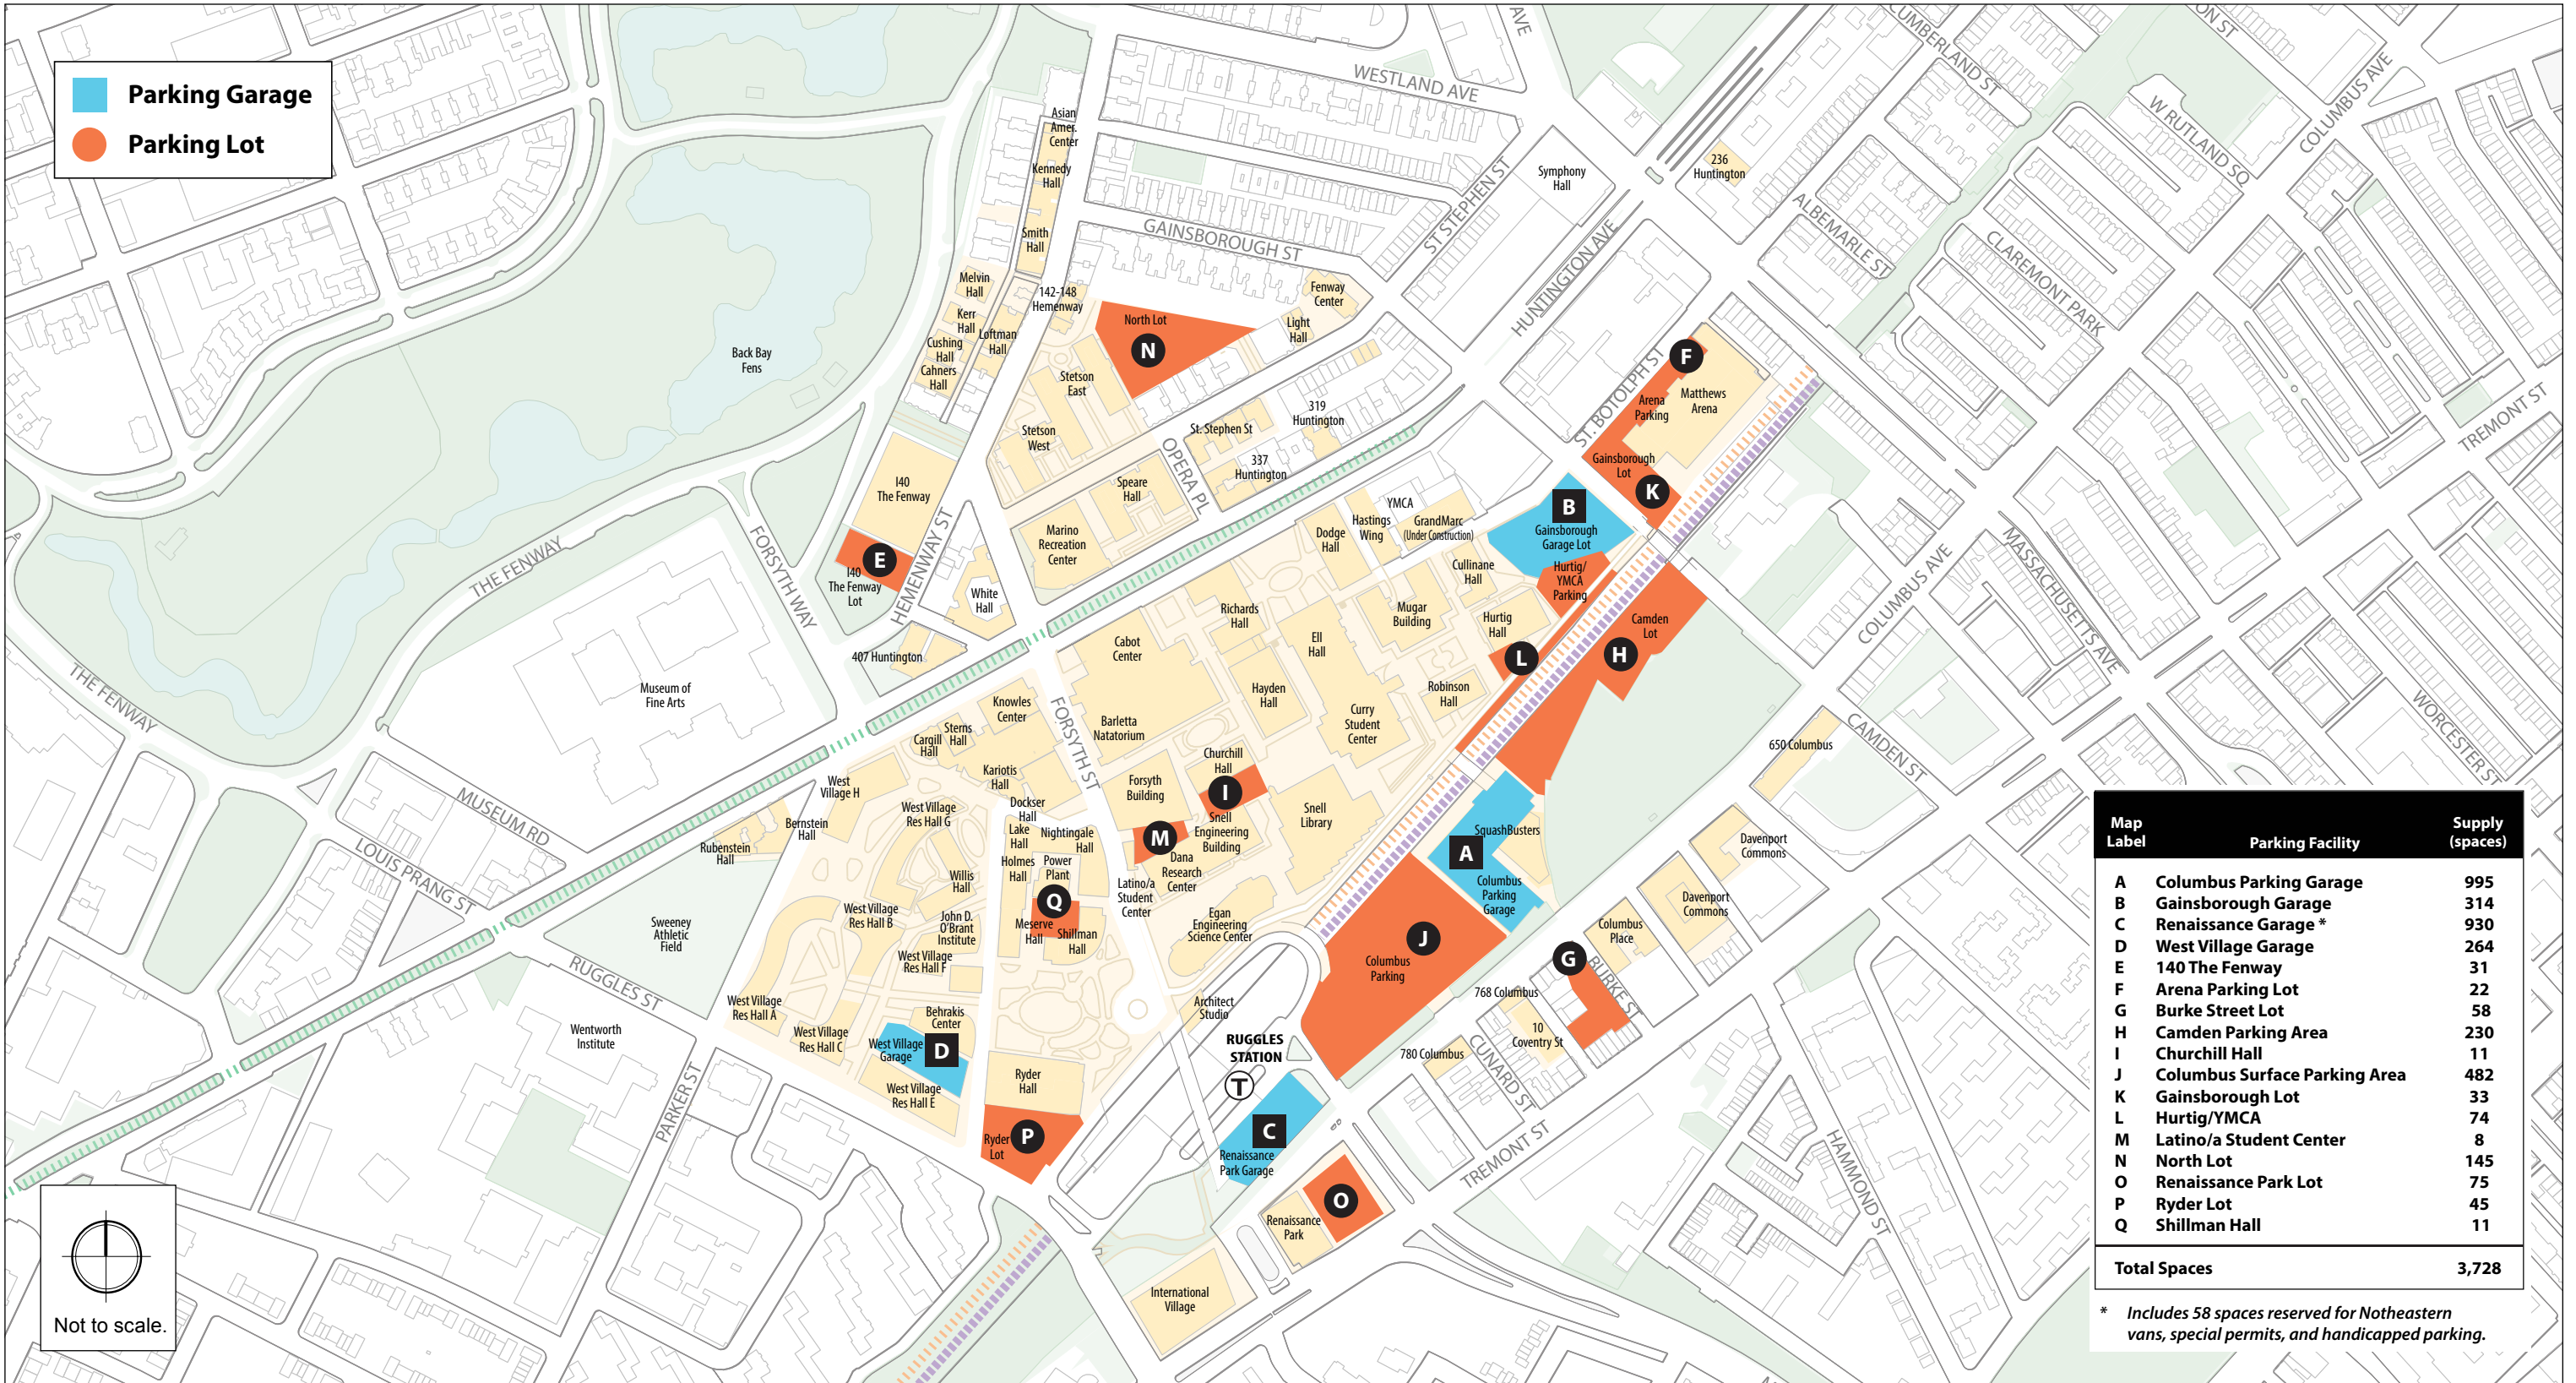 Parking Garage
Parking Lot
AVE
WESTLAND AVE
CUMBERLAND ST
ON ST
COLUMBUS AVE
W RUTLAND SQ
Asian
Amer.
Center
Kennedy
Hall
Smith
Hall
Symphony
Hall
236
Huntington
ST STEPHEN ST
HUNTINGTON AVE
ALBEMARLE ST
CLAREMONT PARK
GAINSBOROUGH ST
Melvin
Hall
142-148
Hemenway
Kerr
Hall
Loftman
Hall
Cushing
Hall
Cahners
Hall
North Lot
N
Fenway
Center
Light
Hall
Back Bay
Fens
Stetson
East
Stetson
West
St. Stephen St
319
Huntington
337
Huntington
OPERA PL
Speare
Hall
ST. BOTOLPH ST
F
Arena
Parking
Matthews
Arena
Gainsborough
Lot
K
TREMONT ST
I40
The Fenway
E
I40
The Fenway
Lot
HEMENWAY ST
FORSYTH WAY
THE FENWAY
Marino
Recreation
Center
White
Hall
407 Huntington
Dodge
Hall
Hastings
Wing
YMCA
GrandMarc
(Under Construction)
B
Gainsborough
Garage Lot
Hurtig/
YMCA
Parking
Cullinane
Hall
Mugar
Building
Hurtig
Hall
L
Camden
Lot
H
COLUMBUS AVE
MASSACHUSETTS AVE
WORCESTER ST
CAMDEN ST
THE FENWAY
Museum of
Fine Arts
Cabot
Center
Richards
Hall
Ell
Hall
Hayden
Hall
Robinson
Hall
Curry
Student
Center
Barletta
Natatorium
Knowles
Center
Sterns
Hall
Cargill
Hall
Kariotis
Hall
FORSYTH ST
Churchill
Hall
I
Forsyth
Building
Snell
Engineering
Building
M
Snell
Library
Dana
Research
Center
Latino/a
Student
Center
Egan
Engineering
Science Center
650 Columbus
Davenport
Commons
Davenport
Commons
Columbus
Place
SquashBusters
A
Columbus
Parking
Garage
J
Columbus
Parking
G
BURKE ST
768 Columbus
10
Coventry St
780 Columbus
CUNARD ST
TREMONT ST
HAMMOND ST
MUSEUM RD
LOUIS PRANG ST
RUGGLES ST
PARKER ST
West
Village H
Bernstein
Hall
Rubenstein
Hall
West Village
Res Hall G
Dockser
Hall
Lake
Hall
Nightingale
Hall
Holmes
Hall
Power
Plant
Willis
Hall
Q
Meserve
Hall
Shillman
Hall
West Village
Res Hall B
John D.
O'Brant
Institute
West Village
Res Hall F
Sweeney
Athletic
Field
Wentworth
Institute
West Village
Res Hall A
West Village
Res Hall C
Behrakis
Center
West Village
Garage
D
West Village
Res Hall E
Ryder
Hall
Ryder
Lot
P
Architect
Studio
RUGGLES
STATION
T
C
Renaissance
Park Garage
Renaissance
Park
O
International
Village
Not to scale.
Map
Label Parking Facility Supply
(spaces)
A Columbus Parking Garage 995
B Gainsborough Garage 314
C Renaissance Garage * 930
D West Village Garage 264
E 140 The Fenway 31
F Arena Parking Lot 22
G Burke Street Lot 58
H Camden Parking Area 230
I Churchill Hall 11
J Columbus Surface Parking Area 482
K Gainsborough Lot 33
L Hurtig/YMCA 74
M Latino/a Student Center 8
N North Lot 145
O Renaissance Park Lot 75
P Ryder Lot 45
Q Shillman Hall 11
Total Spaces 3,728
* Includes 58 spaces reserved for Notheastern
vans, special permits, and handicapped parking.